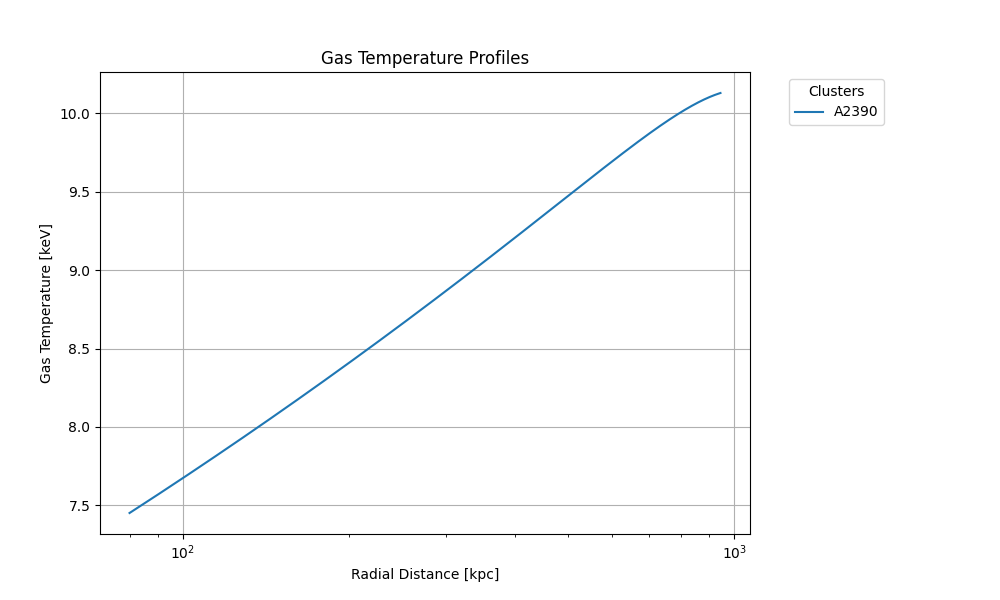 Gas Temperature Profiles
Clusters
A2390
10.0
9.5
9.0
8.5
8.0
7.5
Gas Temperature [keV]
10²
10³
Radial Distance [kpc]